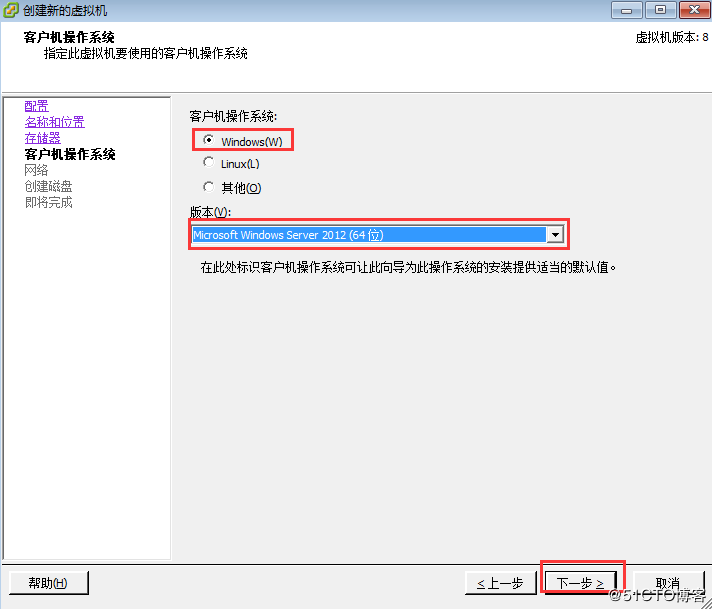 创建新的虚拟机
客户机操作系统
指定此虚拟机要使用的客户机操作系统
虚拟机版本: 8
配置
名称和位置
存储器
客户机操作系统
网络
创建磁盘
即将完成
客户机操作系统:
Windows(W)
Linux(L)
其他(O)
版本(V):
Microsoft Windows Server 2012 (64 位)
在此处标识客户机操作系统可让此向导为此操作系统的安装提供适当的默认值。
帮助(H)
< 上一步
下一步 >
取消
@51CTO博客